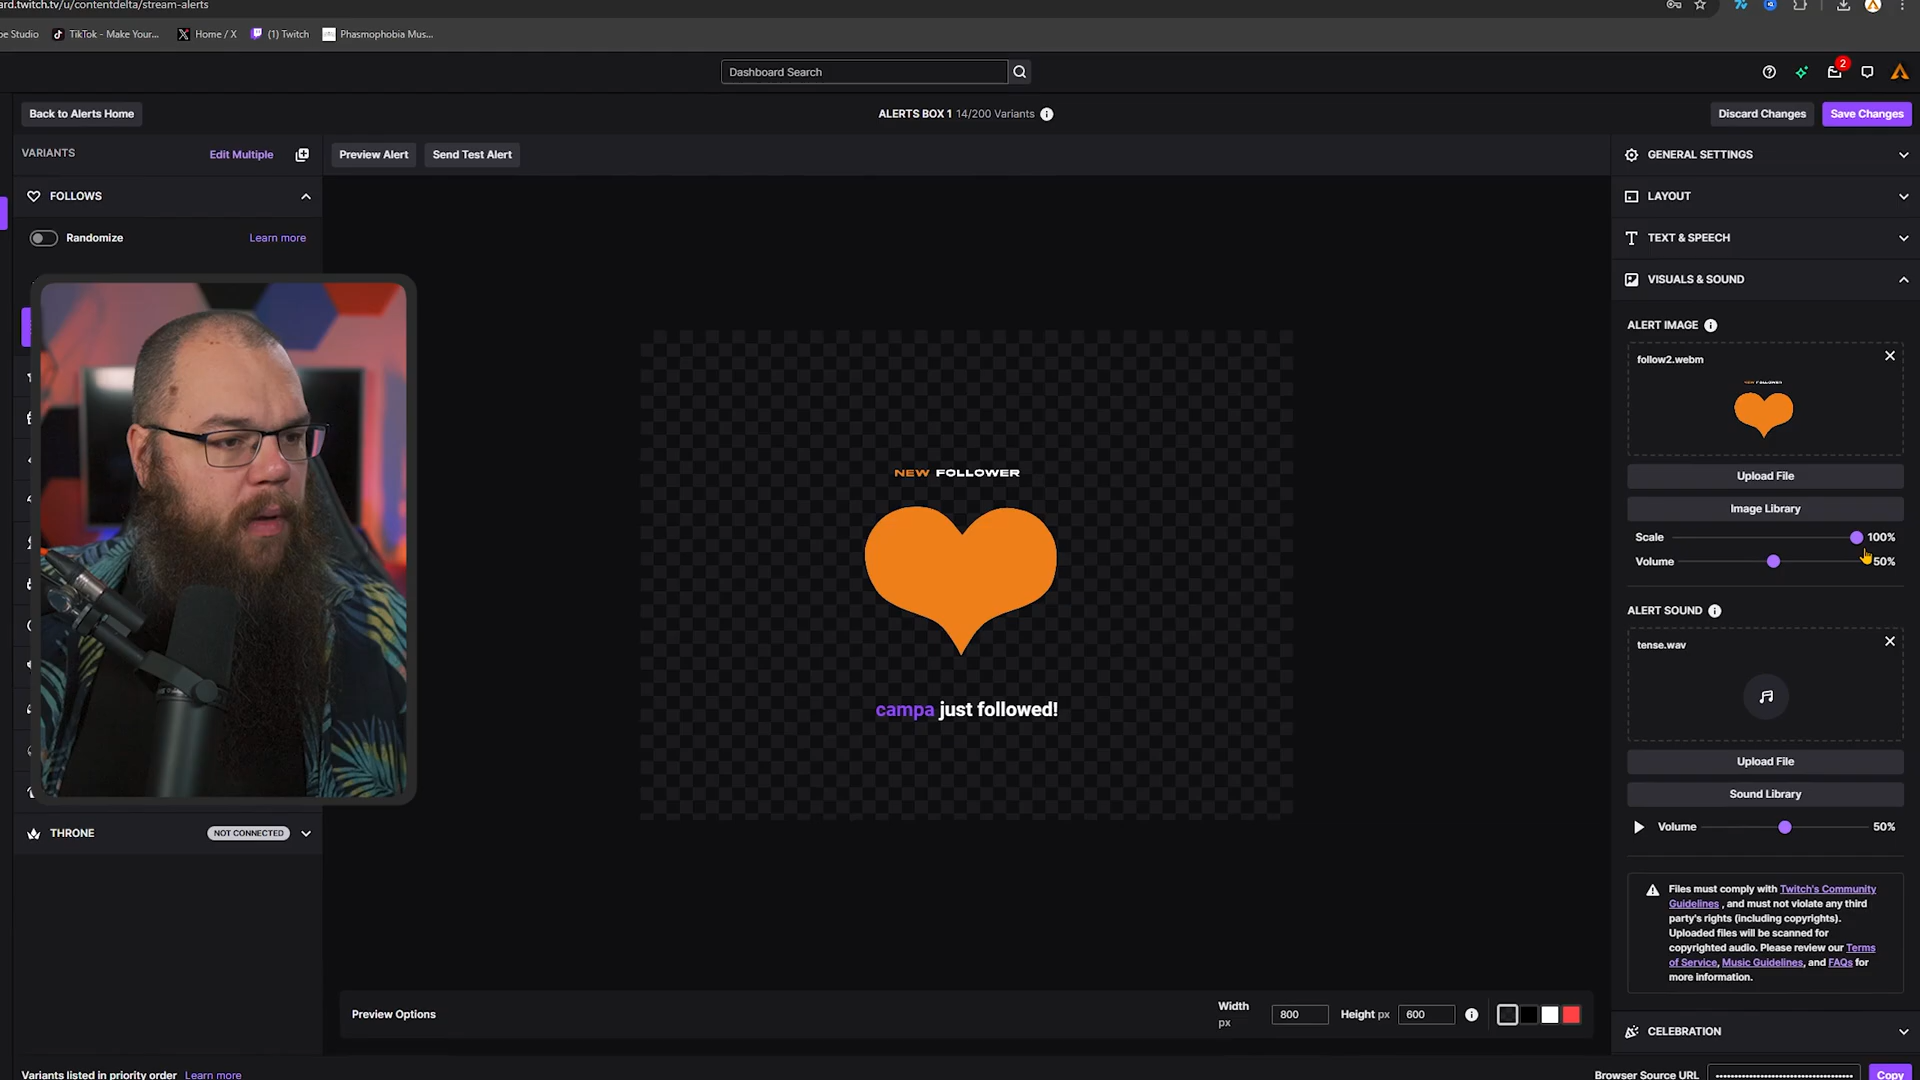 ard.twitch.tv/u/contentdelta/stream-alerts
be Studio
TikTok - Make Your...
Home / X
(1) Twitch
Phasmophobia Mus...
Dashboard Search
2
Back to Alerts Home
ALERTS BOX 1 14/200 Variants
Discard Changes
Save Changes
VARIANTS
Edit Multiple
Preview Alert
Send Test Alert
GENERAL SETTINGS
FOLLOWS
LAYOUT
Randomize
Learn more
TEXT & SPEECH
VISUALS & SOUND
ALERT IMAGE
follow2.webm
NEW FOLLOWER
Upload File
Image Library
Scale
100%
Volume
50%
NEW FOLLOWER
campa just followed!
ALERT SOUND
tense.wav
Upload File
Sound Library
Volume
50%
THRONE
NOT CONNECTED
Files must comply with Twitch's Community
Guidelines , and must not violate any third
party's rights (including copyrights).
Uploaded files will be scanned for
copyrighted audio. Please review our Terms
of Service, Music Guidelines, and FAQs for
more information.
Preview Options
Width
px
800
Height px
600
CELEBRATION
Variants listed in priority order Learn more
Browser Source URL
Copy